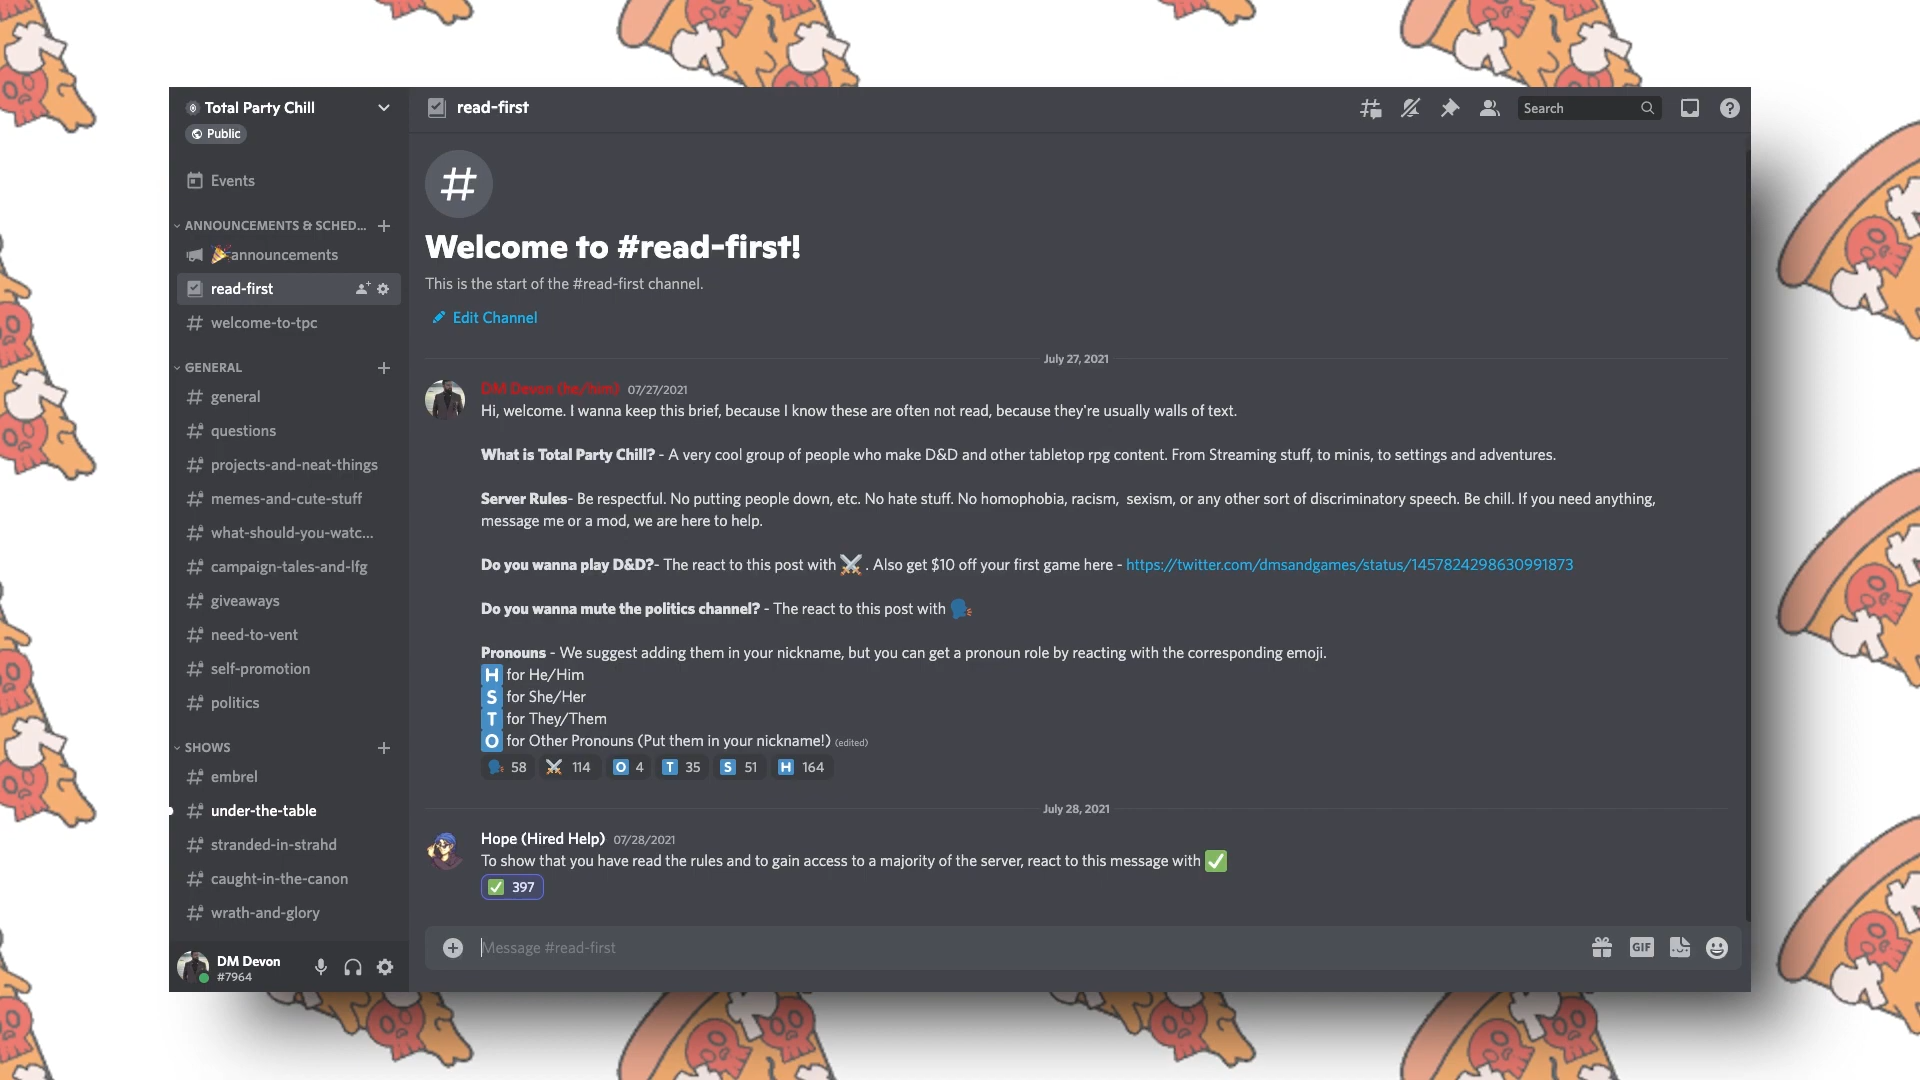 Total Party Chill
Public
Events
ANNOUNCEMENTS & SCHED...
announcements
read-first
welcome-to-tpc
GENERAL
general
questions
projects-and-neat-things
memes-and-cute-stuff
what-should-you-watc...
campaign-tales-and-lfg
giveaways
need-to-vent
self-promotion
politics
SHOWS
embrel
under-the-table
stranded-in-strahd
caught-in-the-canon
wrath-and-glory
DM Devon
#7964
read-first
Search
Welcome to #read-first!
This is the start of the #read-first channel.
Edit Channel
July 27, 2021
DM Devon (he/him) 07/27/2021
Hi, welcome. I wanna keep this brief, because I know these are often not read, because they're usually walls of text.
What is Total Party Chill? - A very cool group of people who make D&D and other tabletop rpg content. From Streaming stuff, to minis, to settings and adventures.
Server Rules- Be respectful. No putting people down, etc. No hate stuff. No homophobia, racism, sexism, or any other sort of discriminatory speech. Be chill. If you need anything,
message me or a mod, we are here to help.
Do you wanna play D&D?- The react to this post with ⚔️ . Also get $10 off your first game here - https://twitter.com/dmsandgames/status/1457824298630991873
Do you wanna mute the politics channel? - The react to this post with 🗣️
Pronouns - We suggest adding them in your nickname, but you can get a pronoun role by reacting with the corresponding emoji.
H for He/Him
S for She/Her
T for They/Them
O for Other Pronouns (Put them in your nickname!) (edited)
58 114 O 4 T 35 S 51 H 164
July 28, 2021
Hope (Hired Help) 07/28/2021
To show that you have read the rules and to gain access to a majority of the server, react to this message with ✅
✅ 397
Message #read-first
GIF